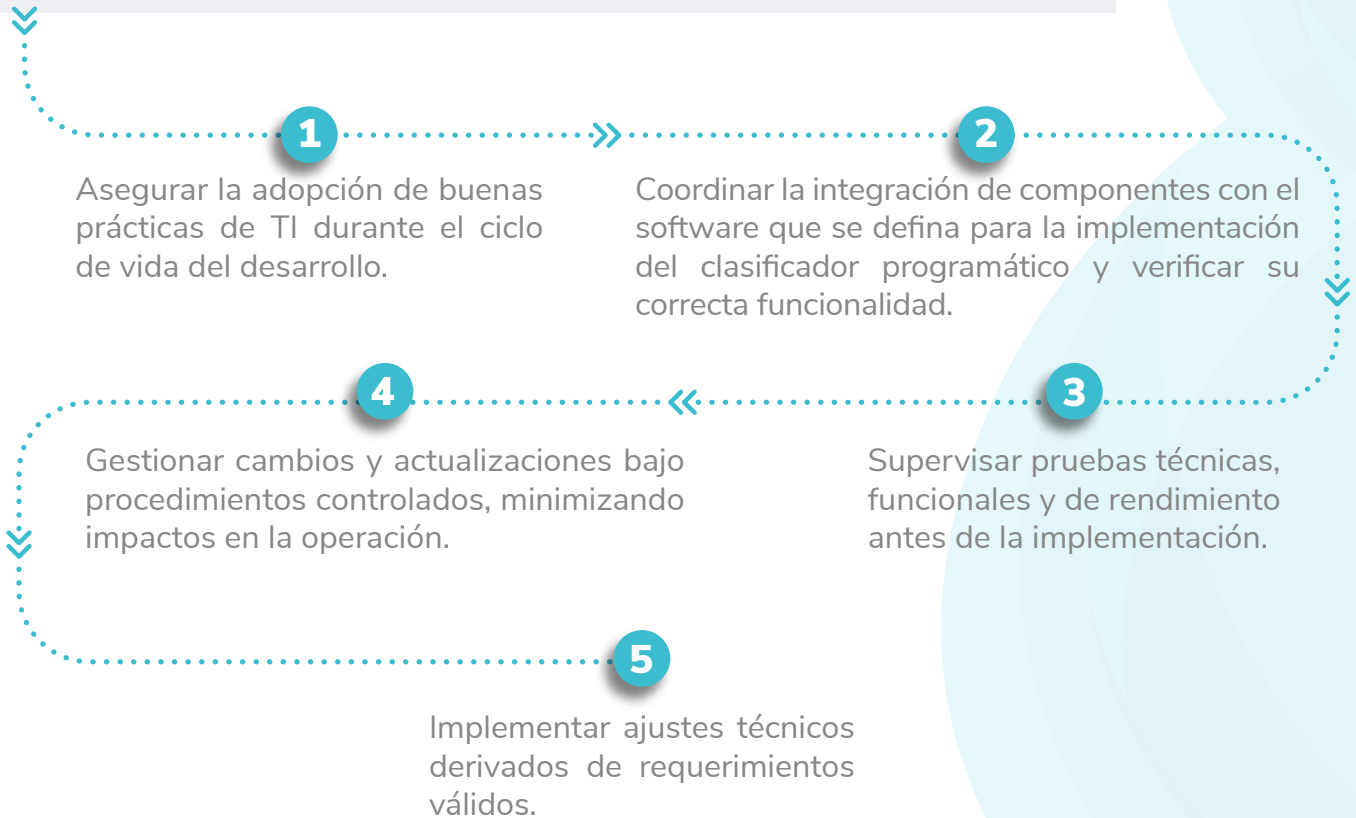 1
Asegurar la adopción de buenas
prácticas de TI durante el ciclo
de vida del desarrollo.
2
Coordinar la integración de componentes con el
software que se defina para la implementación
del clasificador programático y verificar su
correcta funcionalidad.
3
Supervisar pruebas técnicas,
funcionales y de rendimiento
antes de la implementación.
4
Gestionar cambios y actualizaciones bajo
procedimientos controlados, minimizando
impactos en la operación.
5
Implementar ajustes técnicos
derivados de requerimientos
válidos.